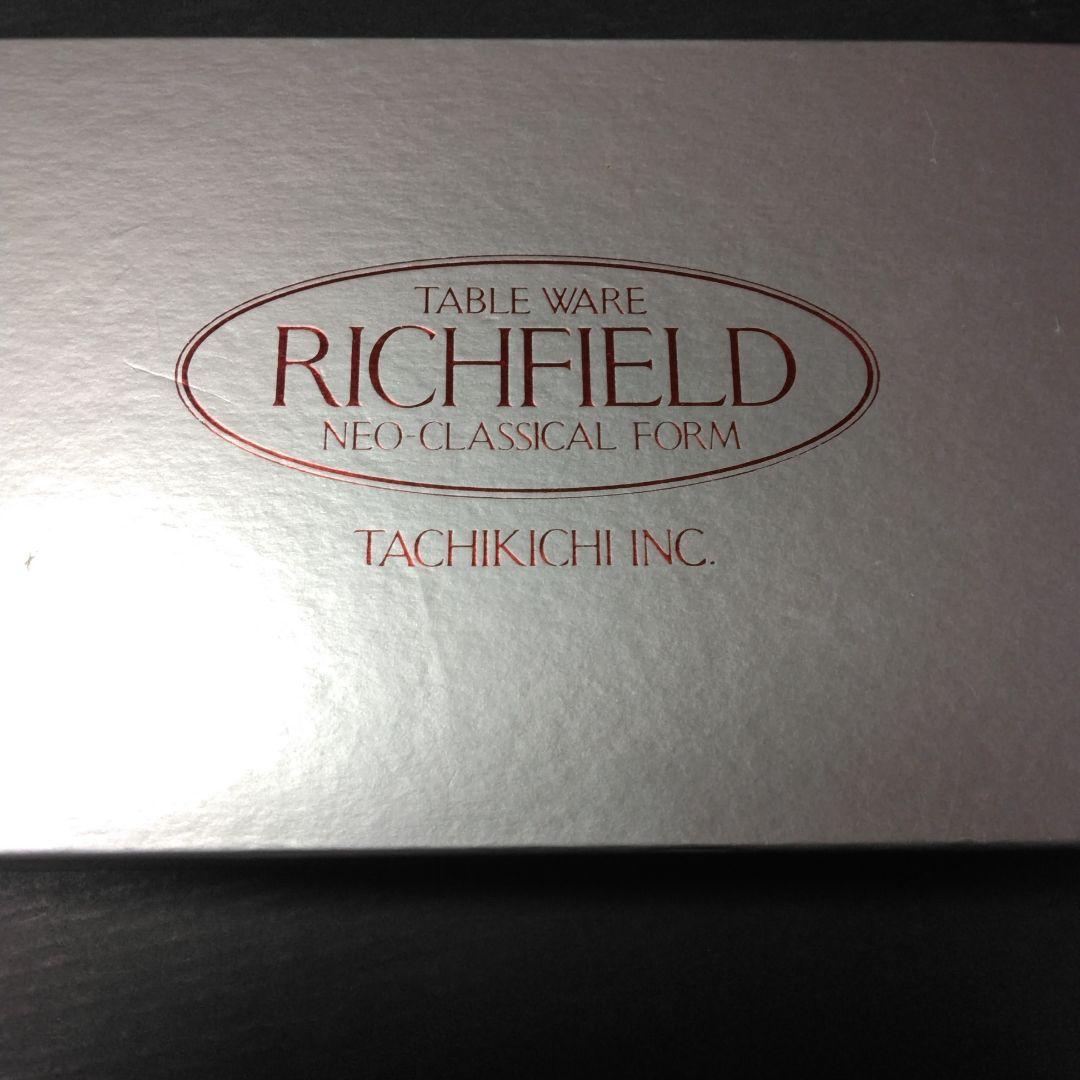 TABLE WARE
RICHFIELD
NEO-CLASSICAL FORM
TACHIKICHI INC.